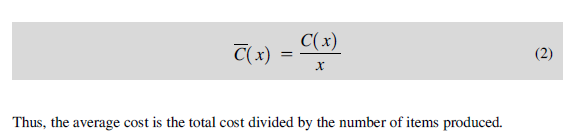 C̅(x) = C(x)/x (2)
Thus, the average cost is the total cost divided by the number of items produced.